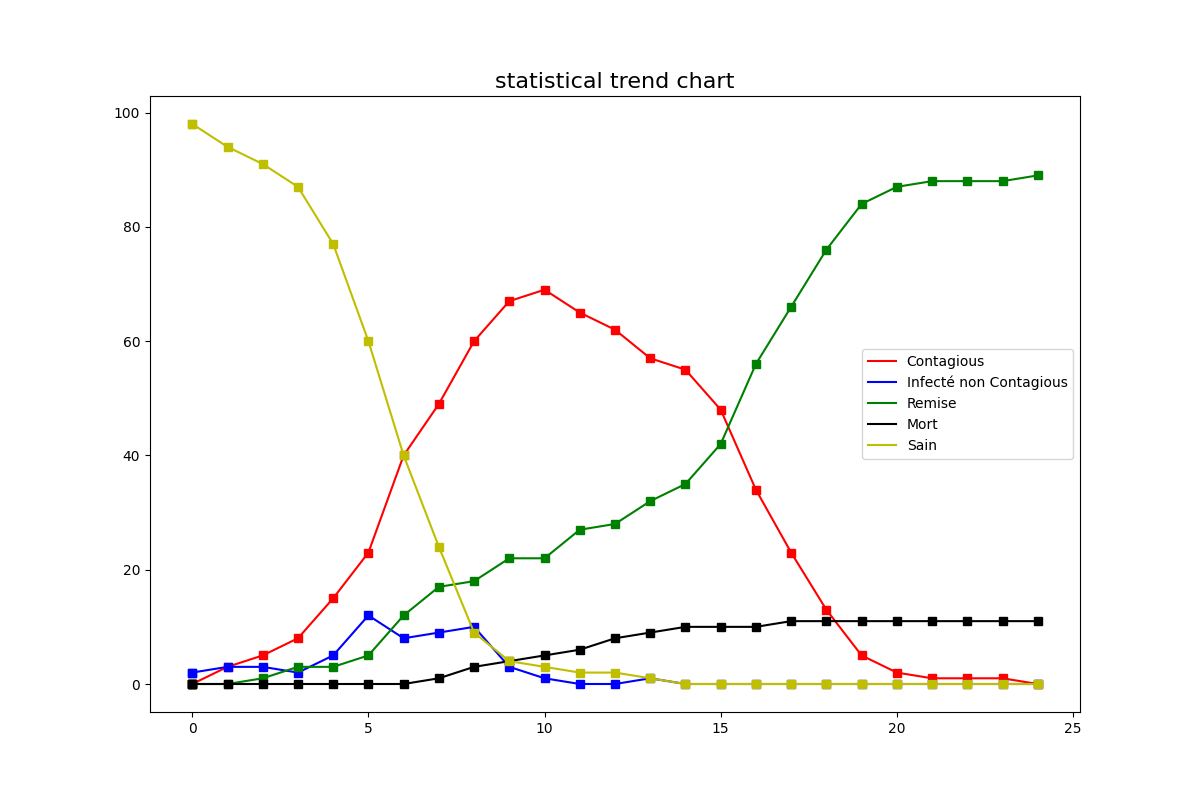 statistical trend chart
100
80
60
40
20
0
Contagious
Infecté non Contagious
Remise
Mort
Sain
0 5 10 15 20 25